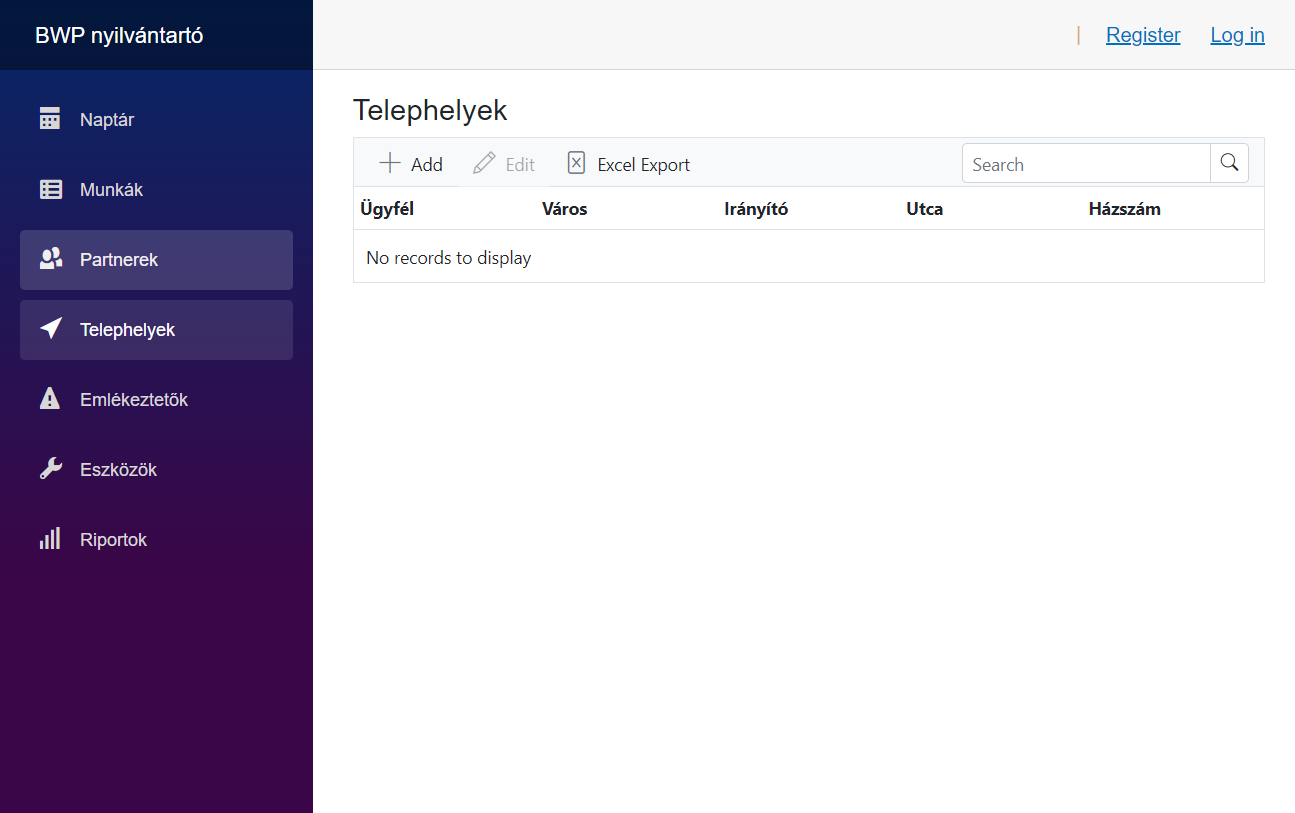 BWP nyilvántartó
| Register Log in
Naptár
Munkák
Partnerek
Telephelyek
Emlékeztetők
Eszközök
Riportok
Telephelyek
Add Edit Excel Export Search
Ügyfél Város Irányító Utca Házszám
No records to display